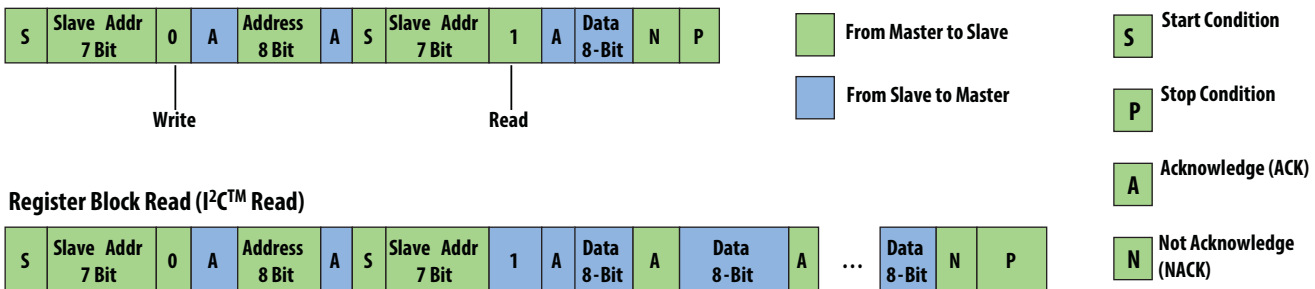 S Slave Addr 7 Bit 0 A Address 8 Bit A S Slave Addr 7 Bit 1 A Data 8-Bit N P
Write
Read
From Master to Slave
From Slave to Master
S Start Condition
P Stop Condition
A Acknowledge (ACK)
N Not Acknowledge (NACK)
Register Block Read (I²C™ Read)
S Slave Addr 7 Bit 0 A Address 8 Bit A S Slave Addr 7 Bit 1 A Data 8-Bit A Data 8-Bit A ... Data 8-Bit N P